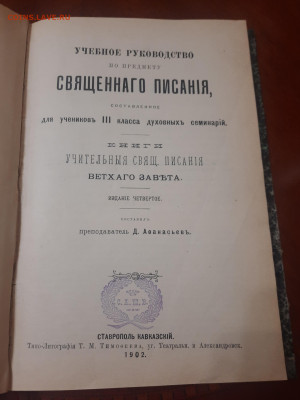 УЧЕБНОЕ РУКОВОДСТВО
ПО ПРЕДМЕТУ
СВЯЩЕННАГО ПИСАНІЯ,
СОСТАВЛЕННОЕ
для учениковъ III класса духовныхъ семинарій.
КНИГИ
УЧИТЕЛЬНЫЯ СВЯЩ. ПИСАНІЯ
ВЕТХАГО ЗАВѢТА.
ИЗДАНІЕ ЧЕТВЕРТОЕ.
СОСТАВИЛЪ
преподаватель Д. Аѳанасьевъ.
СТАВРОПОЛЬ КАВКАЗСКІЙ.
Типо-Литографія Т. М. Тимофеева, уг. Театральн. и Александровск.
1902.